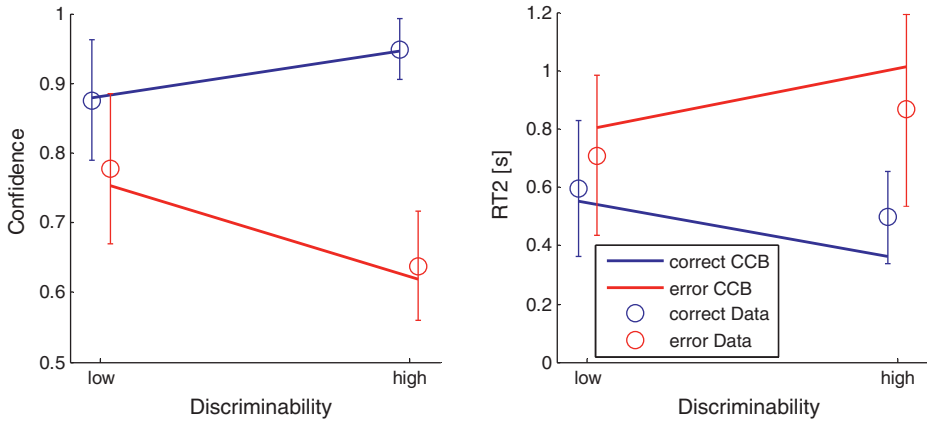 1
0.9
0.8
0.7
0.6
0.5
Confidence
low
high
Discriminability
1.2
1
0.8
0.6
0.4
0.2
0
RT2 [s]
correct CCB
error CCB
correct Data
error Data
low
high
Discriminability